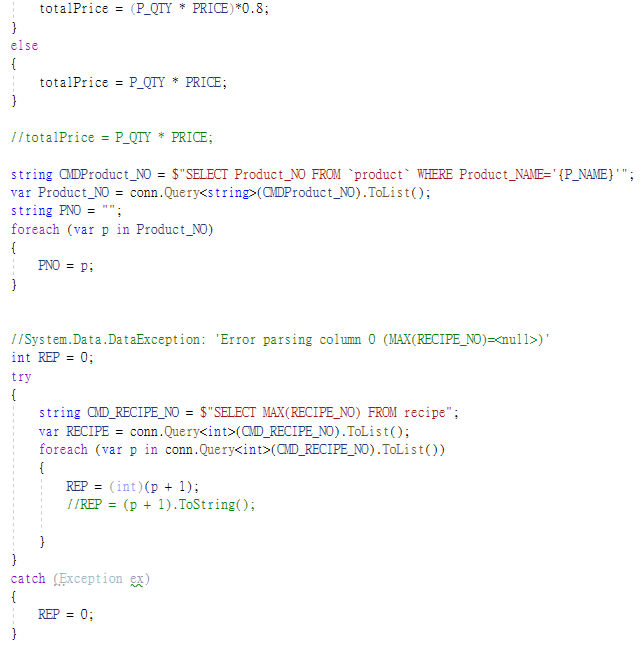 totalPrice = (P_QTY * PRICE)*0.8;
}
else
{
totalPrice = P_QTY * PRICE;
}
//totalPrice = P_QTY * PRICE;
string CMDProduct_NO = $"SELECT Product_NO FROM `product` WHERE Product_NAME='{P_NAME}'";
var Product_NO = conn.Query<string>(CMDProduct_NO).ToList();
string PNO = "";
foreach (var p in Product_NO)
{
PNO = p;
}
//System.Data.DataException: 'Error parsing column 0 (MAX(RECIPE_NO)=<null>)'
int REP = 0;
try
{
string CMD_RECIPE_NO = $"SELECT MAX(RECIPE_NO) FROM recipe";
var RECIPE = conn.Query<int>(CMD_RECIPE_NO).ToList();
foreach (var p in conn.Query<int>(CMD_RECIPE_NO).ToList())
{
REP = (int)(p + 1);
//REP = (p + 1).ToString();
}
}
catch (Exception ex)
{
REP = 0;
}